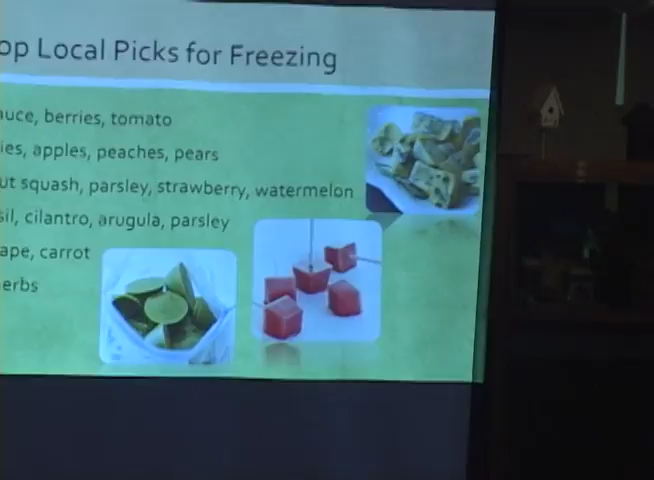 op Local Picks for Freezing
auce, berries, tomato
ies, apples, peaches, pears
ut squash, parsley, strawberry, watermelon
sil, cilantro, arugula, parsley
ape, carrot
erbs